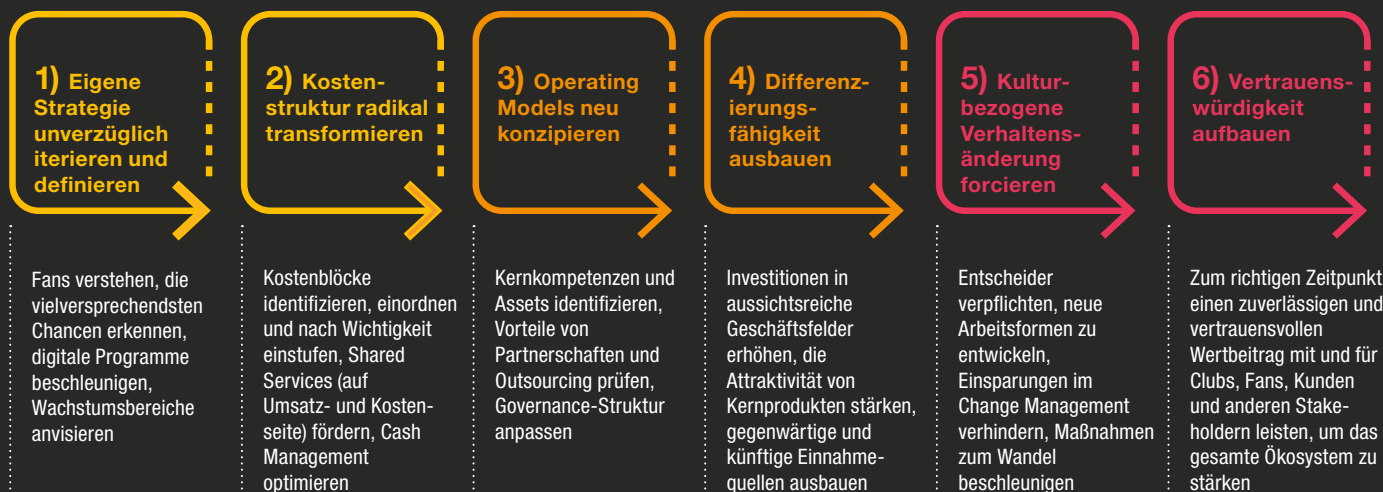 1) Eigene
Strategie
unverzüglich
iterieren und
definieren
Fans verstehen, die
vielversprechendsten
Chancen erkennen,
digitale Programme
beschleunigen,
Wachstumsbereiche
anvisieren
2) Kosten-
struktur radikal
transformieren
Kostenblöcke
identifizieren, einordnen
und nach Wichtigkeit
einstufen, Shared
Services (auf
Umsatz- und Kosten-
seite) fördern, Cash
Management
optimieren
3) Operating
Models neu
konzipieren
Kernkompetenzen und
Assets identifizieren,
Vorteile von
Partnerschaften und
Outsourcing prüfen,
Governance-Struktur
anpassen
4) Differenz-
ierungs-
fähigkeit
ausbauen
Investitionen in
aussichtsreiche
Geschäftsfelder
erhöhen, die
Attraktivität von
Kernprodukten stärken,
gegenwärtige und
künftige Einnahme-
quellen ausbauen
5) Kultur-
bezogene
Verhaltens-
änderung
forcieren
Entscheider
verpflichten, neue
Arbeitsformen zu
entwickeln,
Einsparungen im
Change Management
verhindern, Maßnahmen
zum Wandel
beschleunigen
6) Vertrauens-
würdigkeit
aufbauen
Zum richtigen Zeitpunkt
einen zuverlässigen und
vertrauensvollen
Wertbeitrag mit und für
Clubs, Fans, Kunden
und anderen Stake-
holdern leisten, um das
gesamte Ökosystem zu
stärken